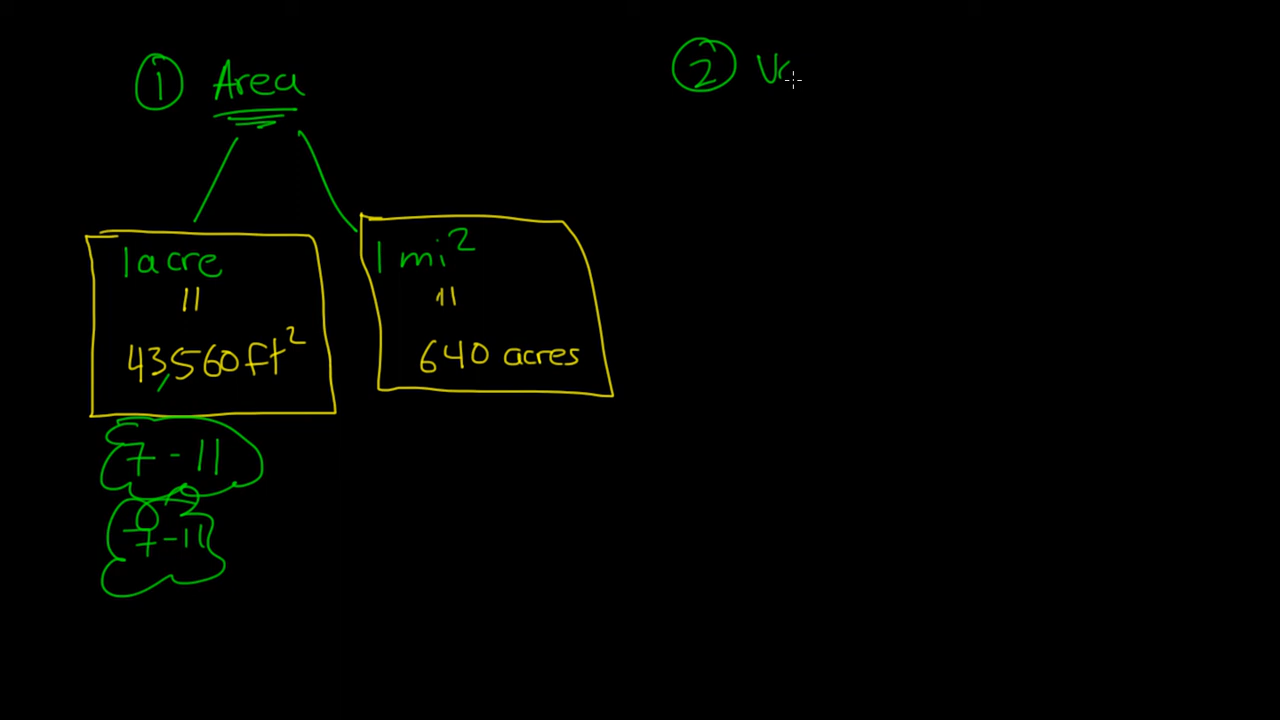 1 Area
1 acre
=
43,560 ft²
7-11
7-11
1 mi²
=
640 acres
2